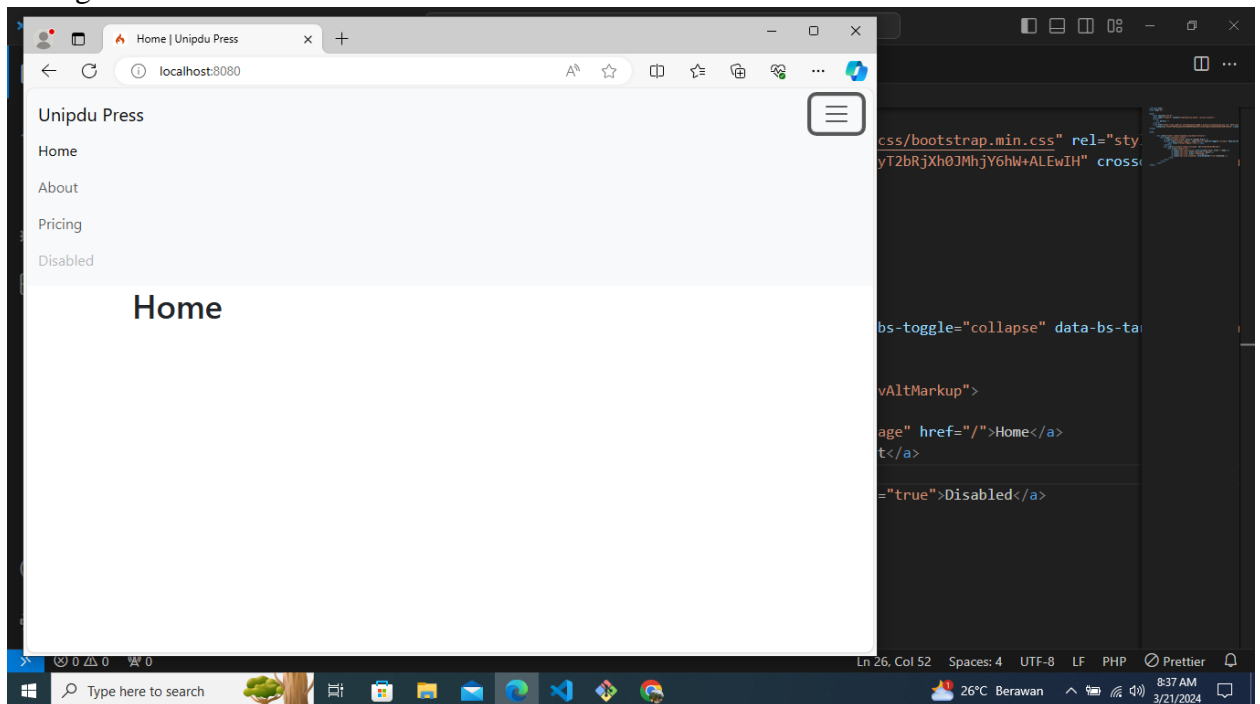 Home | Unipdu Press
localhost:8080
Unipdu Press
Home
About
Pricing
Disabled
Home
css/bootstrap.min.css" rel="sty
yT2bRjXh0JMhjY6hW+ALEwIH" cross
bs-toggle="collapse" data-bs-ta
vAltMarkup">
age" href="/">Home</a>
t</a>
="true">Disabled</a>
0 0 0
Ln 26, Col 52 Spaces: 4 UTF-8 LF PHP Prettier
Type here to search
26°C Berawan
8:37 AM
3/21/2024